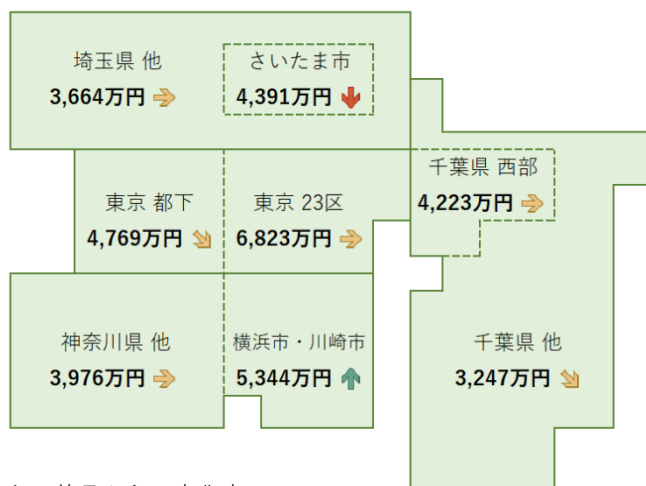 埼玉県 他
3,664万円
さいたま市
4,391万円
千葉県 西部
4,223万円
東京 都下
4,769万円
東京 23区
6,823万円
神奈川県 他
3,976万円
横浜市・川崎市
5,344万円
千葉県 他
3,247万円